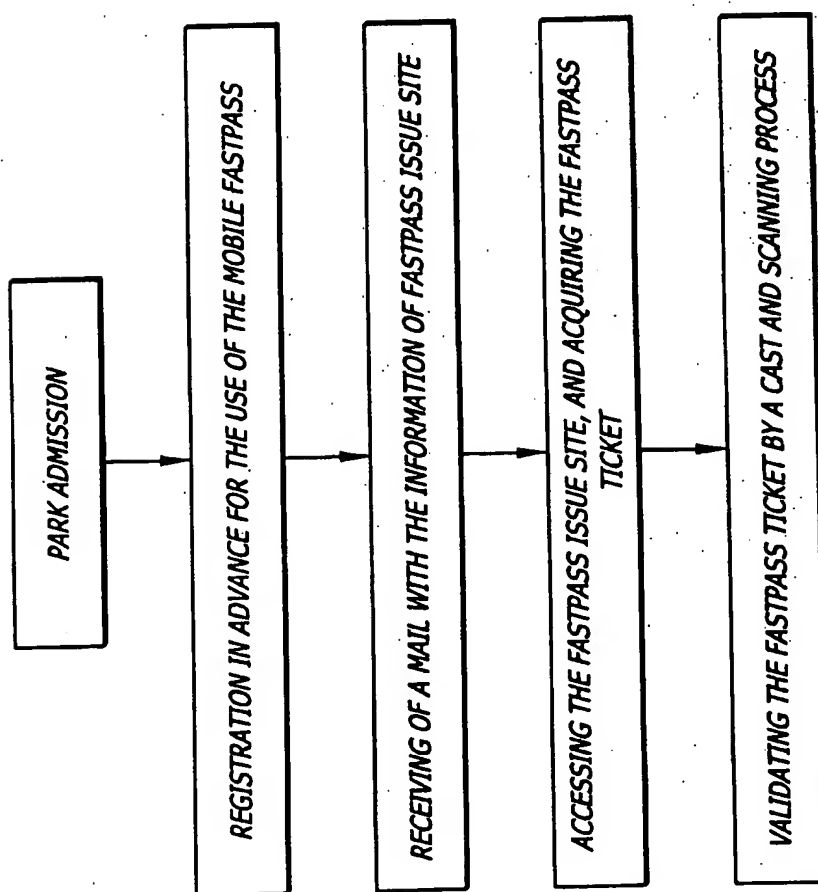 PARK ADMISSION
REGISTRATION IN ADVANCE FOR THE USE OF THE MOBILE FASTPASS
RECEIVING OF A MAIL WITH THE INFORMATION OF FASTPASS ISSUE SITE
ACCESSING THE FASTPASS ISSUE SITE, AND ACQUIRING THE FASTPASS
TICKET
VALIDATING THE FASTPASS TICKET BY A CAST AND SCANNING PROCESS